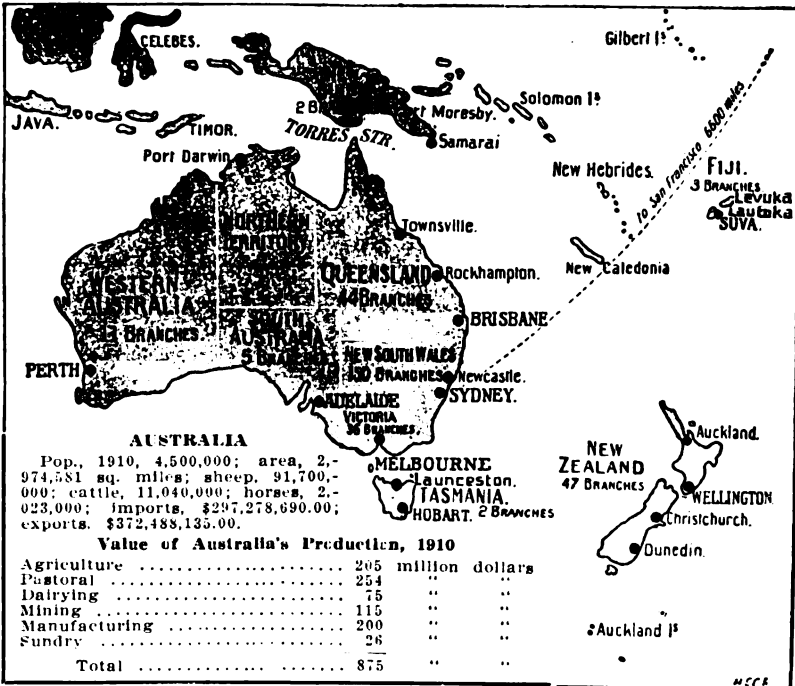 CELEBES.
Gilbert Is
JAVA.
TIMOR.
Port Moresby.
Solomon Is
TORRES STR.
Samarai
Port Darwin
New Hebrides.
to San Francisco 6600 miles
FIJI.
3 BRANCHES
Levuka
Lautoka
SUVA.
NORTHERN
TERRITORY
Townsville.
New Caledonia
WESTERN
AUSTRALIA
BRANCHES
QUEENSLAND
44 BRANCHES
Rockhampton.
SOUTH
AUSTRALIA
5 BRANCHES
BRISBANE
PERTH
NEW SOUTH WALES
150 BRANCHES
Newcastle.
SYDNEY.
ADELAIDE
VICTORIA
36 BRANCHES
MELBOURNE
Launceston.
TASMANIA.
HOBART. 2 BRANCHES
Auckland.
NEW
ZEALAND
47 BRANCHES
WELLINGTON
Christchurch.
Dunedin.
Auckland Is
AUSTRALIA
Pop., 1910, 4,500,000; area, 2,-
974,581 sq. miles; sheep, 91,700,-
000; cattle, 11,040,000; horses, 2,-
023,000; imports, $297,278,690.00;
exports. $372,488,135.00.
Value of Australia's Production, 1910
Agriculture ........................ 205 million dollars
Pastoral ........................ 254 " "
Dairying ........................ 75 " "
Mining ........................ 115 " "
Manufacturing .................. 200 " "
Sundry ........................ 26 " "
Total ........................ 875 " "